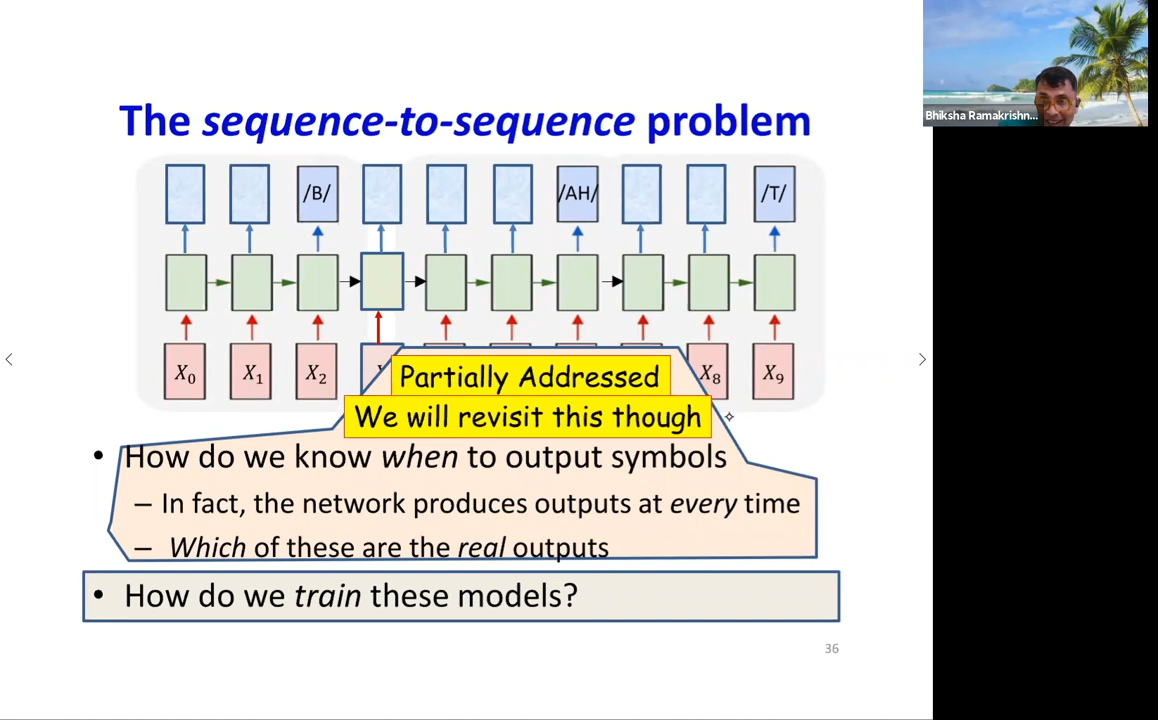 Bhiksha Ramakrishn...
The sequence-to-sequence problem
/B/ /AH/ /T/
X₀ X₁ X₂ X₈ X₉
Partially Addressed
We will revisit this though
• How do we know when to output symbols
– In fact, the network produces outputs at every time
– Which of these are the real outputs
• How do we train these models?
36